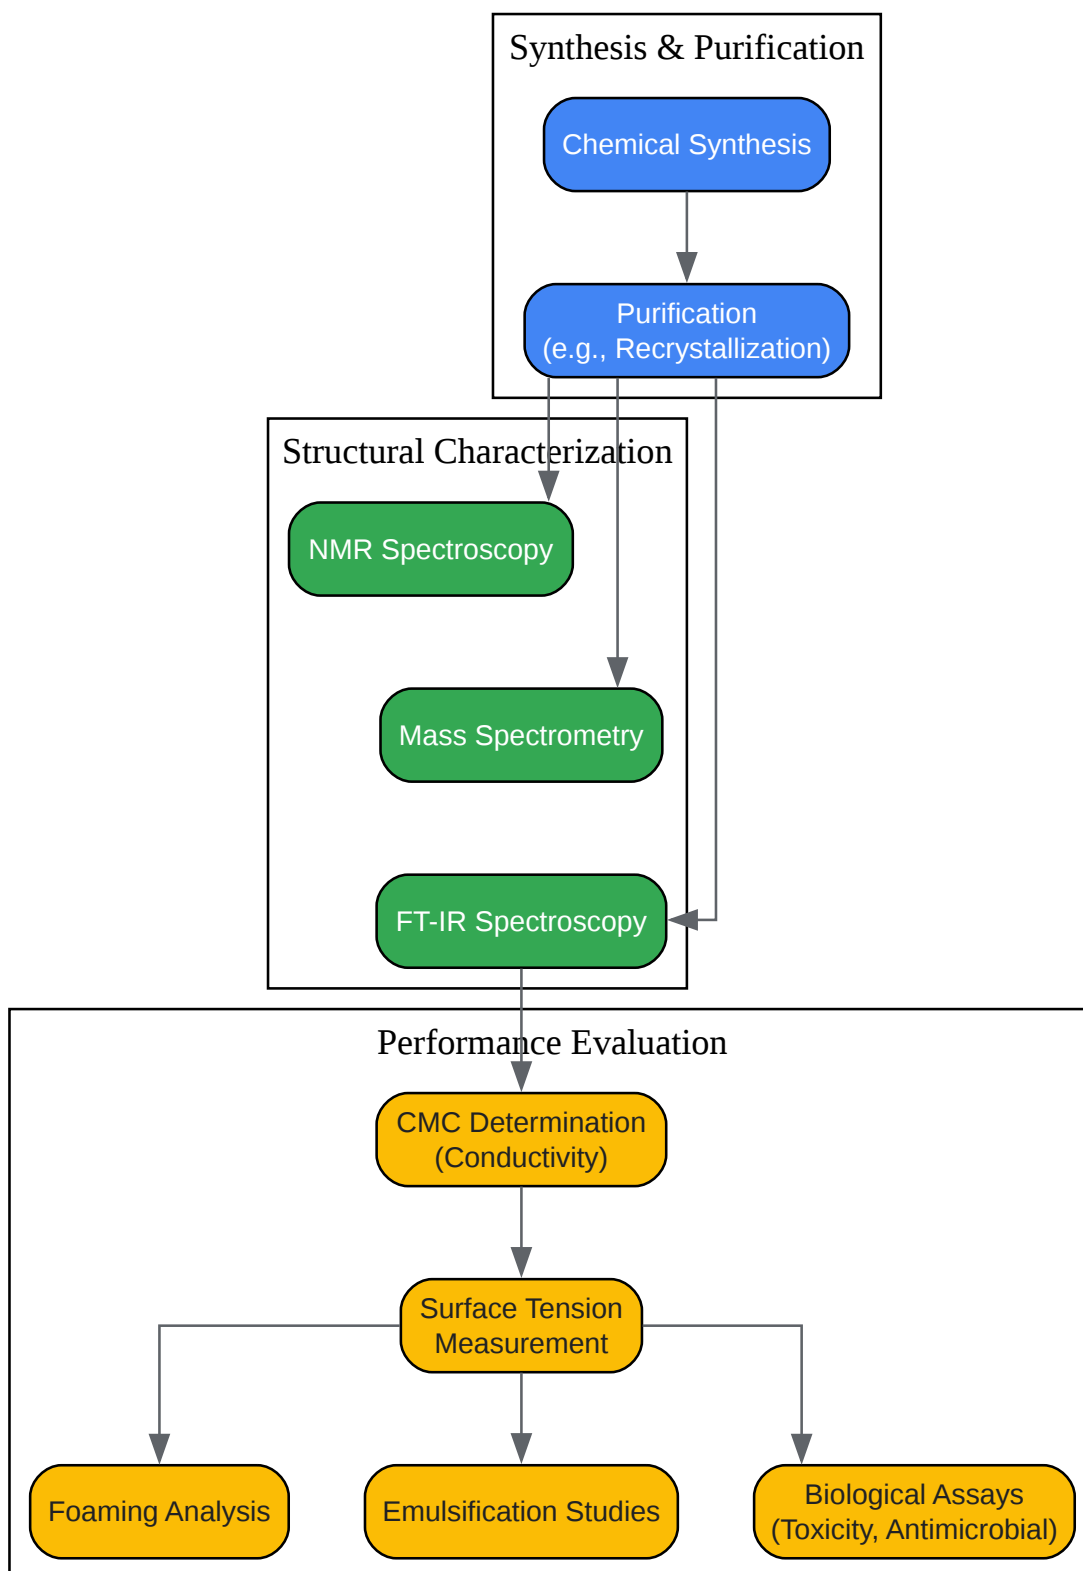 Synthesis & Purification
Chemical Synthesis
Purification
(e.g., Recrystallization)
Structural Characterization
NMR Spectroscopy
Mass Spectrometry
FT-IR Spectroscopy
Performance Evaluation
CMC Determination
(Conductivity)
Surface Tension
Measurement
Foaming Analysis
Emulsification Studies
Biological Assays
(Toxicity, Antimicrobial)